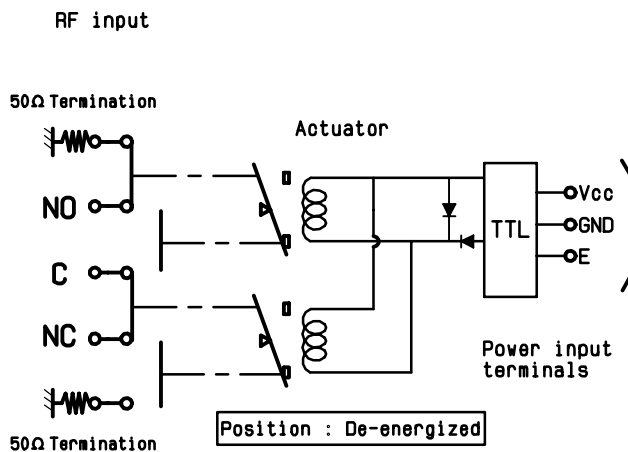 RF input
50Ω Termination
Actuator
NO
Vcc
TTL
GND
C
E
NC
Power input
terminals
Position : De-energized
50Ω Termination